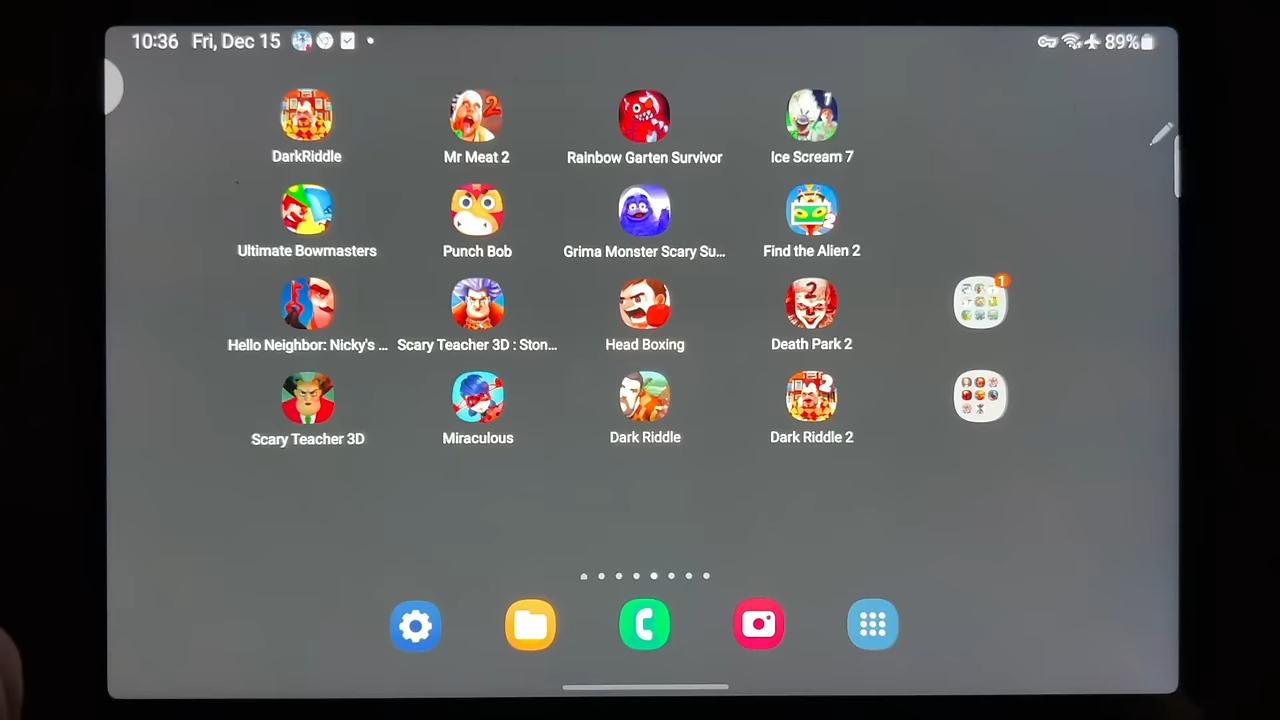 10:36 Fri, Dec 15
89%
DarkRiddle
Mr Meat 2
Rainbow Garten Survivor
Ice Scream 7
Ultimate Bowmasters
Punch Bob
Grima Monster Scary Su...
Find the Alien 2
Hello Neighbor: Nicky's ...
Scary Teacher 3D : Ston...
Head Boxing
Death Park 2
1
Scary Teacher 3D
Miraculous
Dark Riddle
Dark Riddle 2